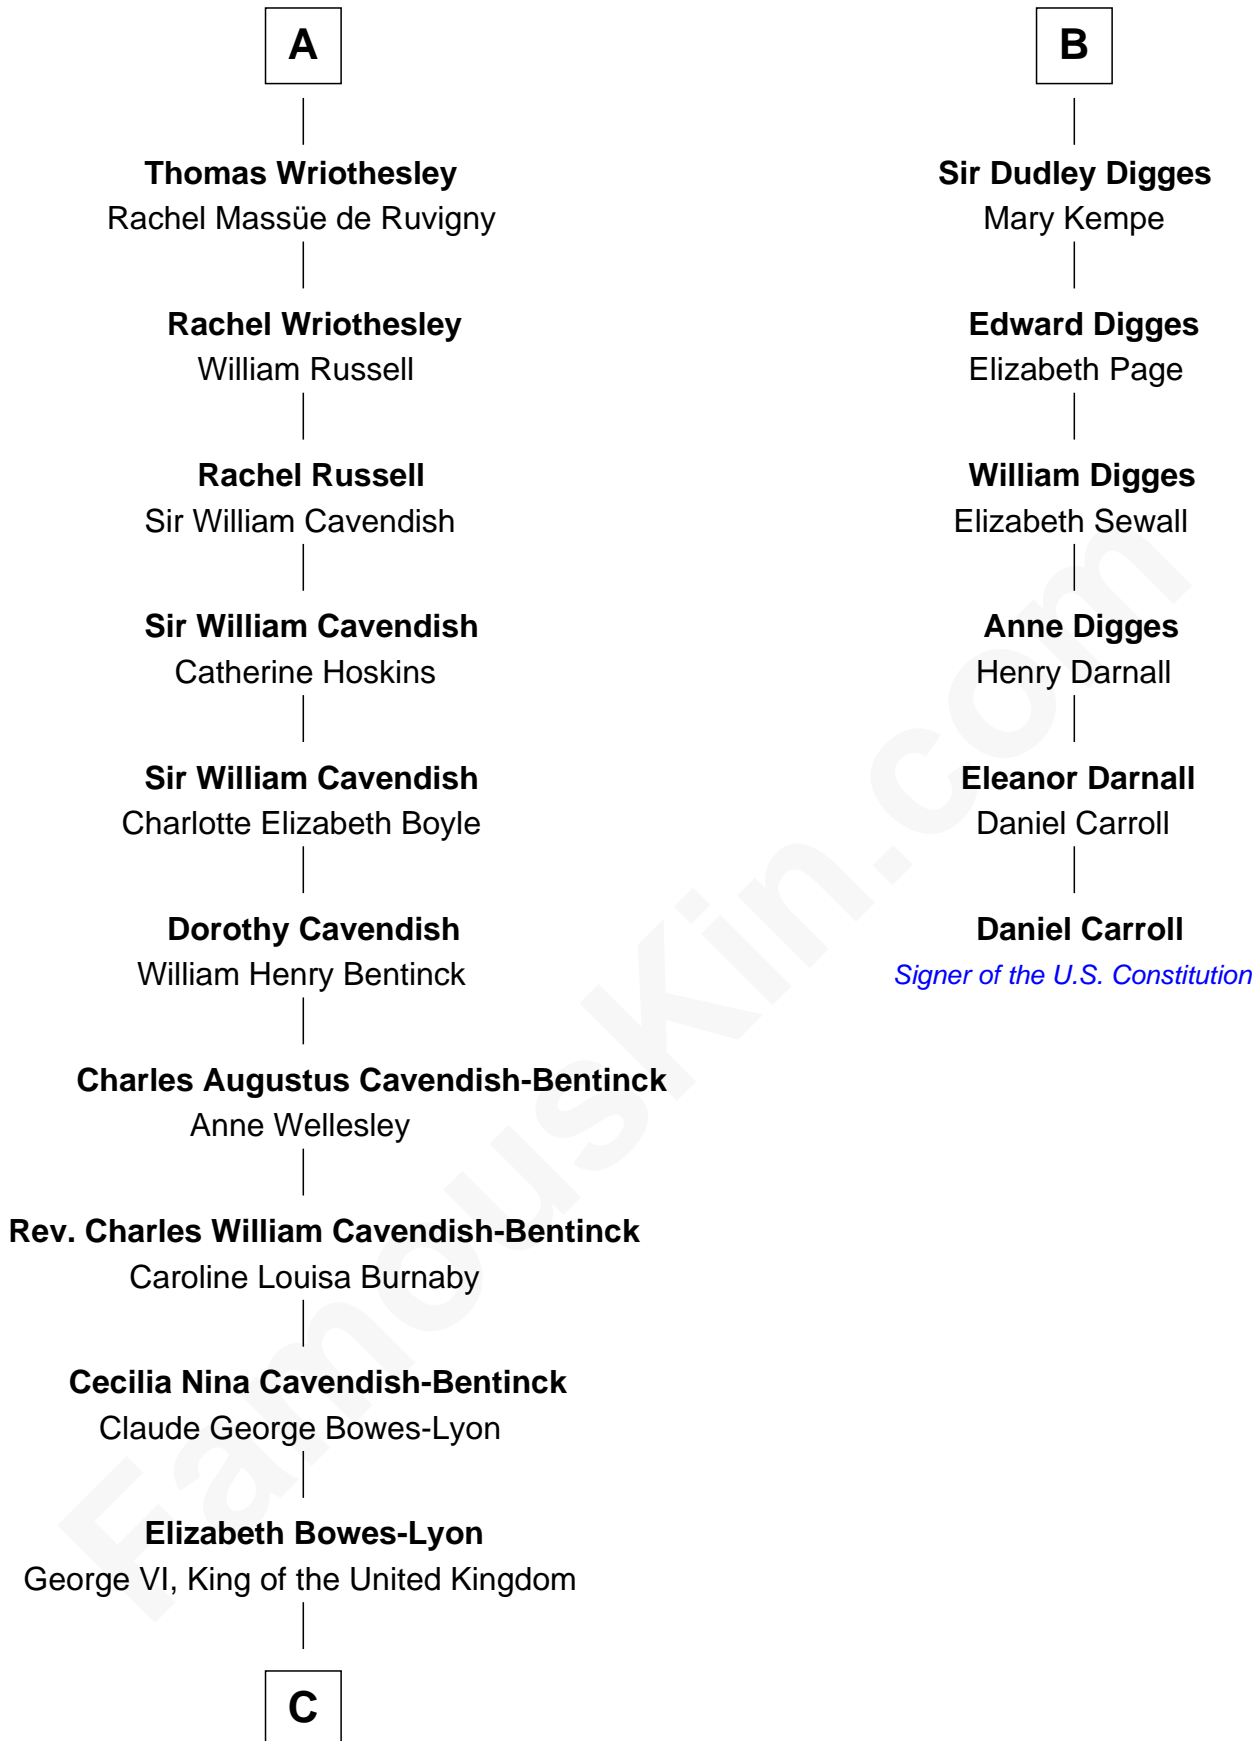 A
Thomas Wriothesley
Rachel Massüe de Ruvigny
Rachel Wriothesley
William Russell
Rachel Russell
Sir William Cavendish
Sir William Cavendish
Catherine Hoskins
Sir William Cavendish
Charlotte Elizabeth Boyle
Dorothy Cavendish
William Henry Bentinck
Charles Augustus Cavendish-Bentinck
Anne Wellesley
Rev. Charles William Cavendish-Bentinck
Caroline Louisa Burnaby
Cecilia Nina Cavendish-Bentinck
Claude George Bowes-Lyon
Elizabeth Bowes-Lyon
George VI, King of the United Kingdom
C
B
Sir Dudley Digges
Mary Kempe
Edward Digges
Elizabeth Page
William Digges
Elizabeth Sewall
Anne Digges
Henry Darnall
Eleanor Darnall
Daniel Carroll
Daniel Carroll
Signer of the U.S. Constitution
FamousKin.com